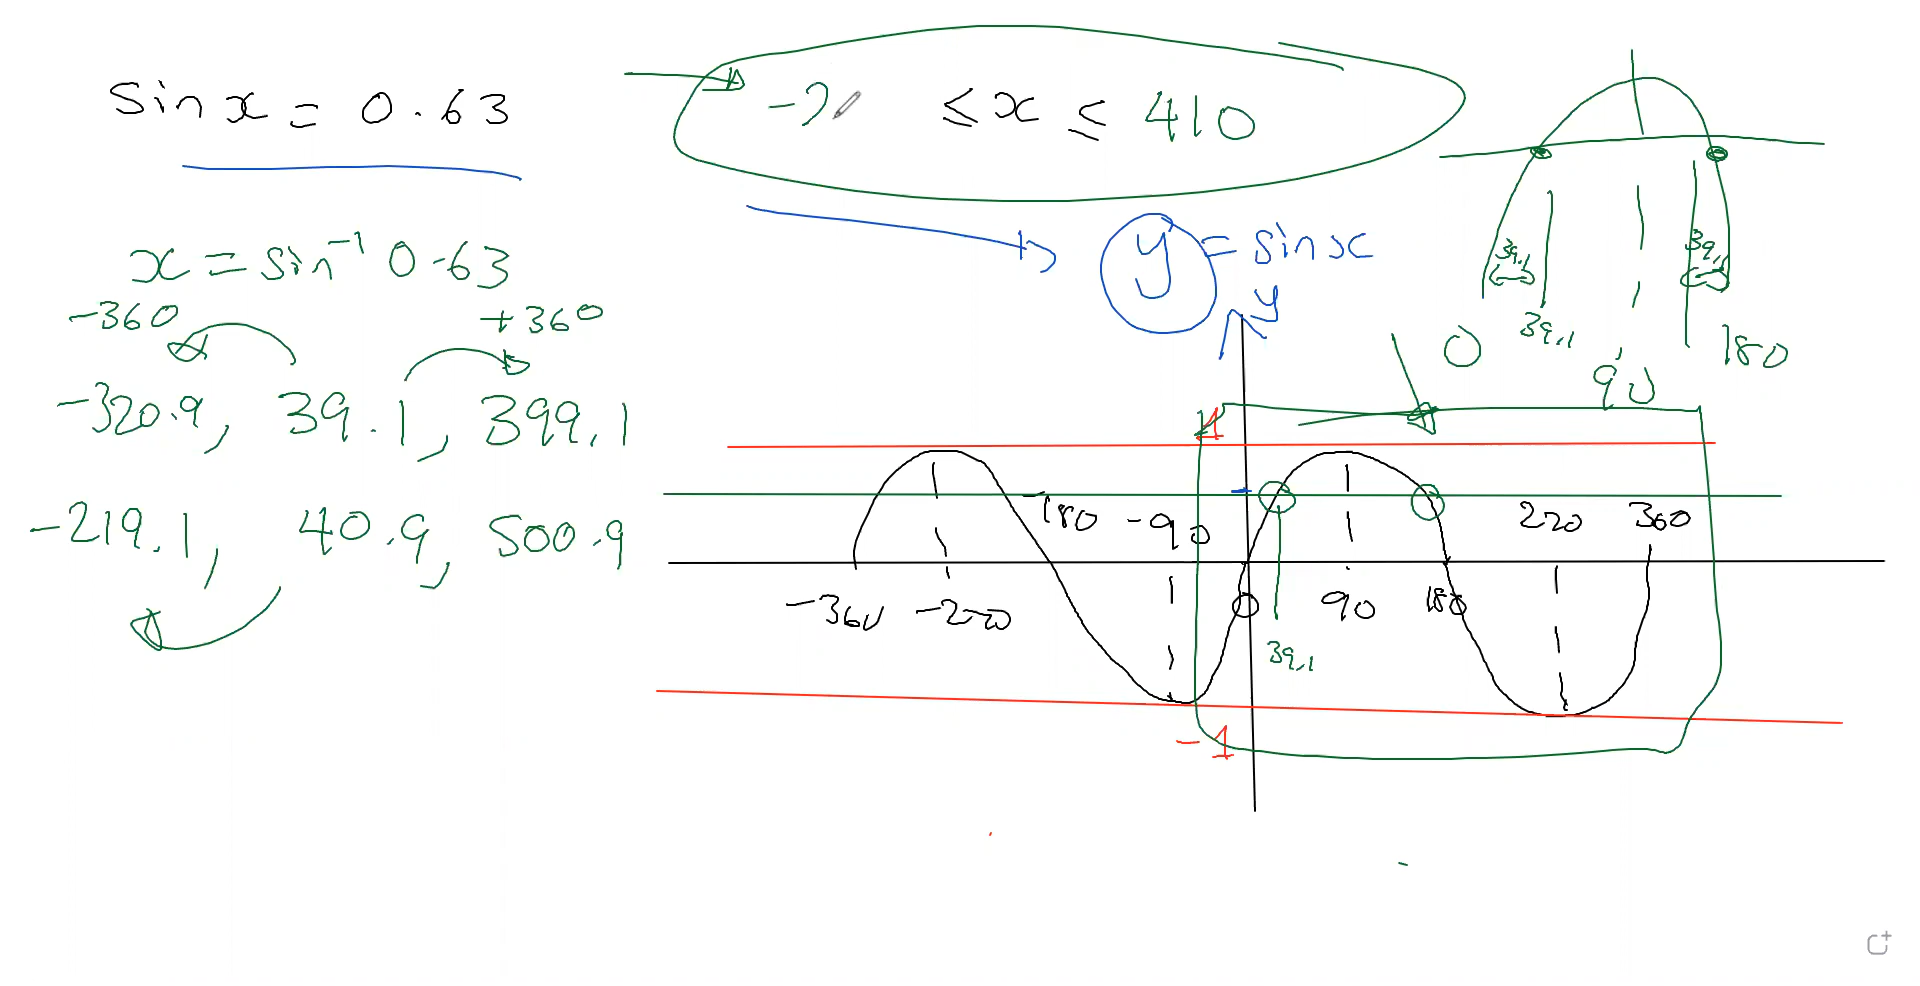 sin x = 0.63
≤ x ≤ 410
x = sin⁻¹ 0.63
y = sin x
-360
+360
-320.9, 39.1, 399.1
-219.1, 40.9, 500.9
39.1
39.1
39.1
0
90
180
y
1
-180
-90
270
360
-360
-270
0
90
180
39.1
-1